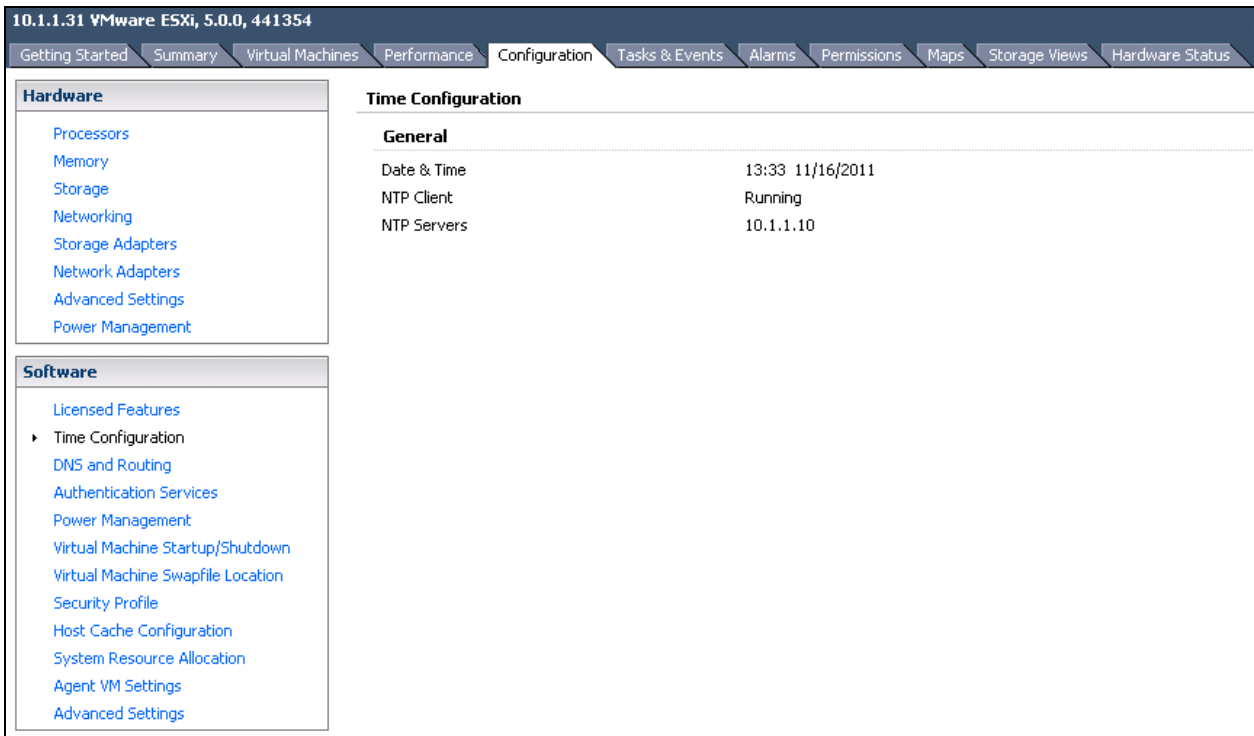 10.1.1.31 VMware ESXi, 5.0.0, 441354
Getting Started Summary Virtual Machines Performance Configuration Tasks & Events Alarms Permissions Maps Storage Views Hardware Status
Hardware
Processors
Memory
Storage
Networking
Storage Adapters
Network Adapters
Advanced Settings
Power Management
Software
Licensed Features
Time Configuration
DNS and Routing
Authentication Services
Power Management
Virtual Machine Startup/Shutdown
Virtual Machine Swapfile Location
Security Profile
Host Cache Configuration
System Resource Allocation
Agent VM Settings
Advanced Settings
Time Configuration
General
Date & Time 13:33 11/16/2011
NTP Client Running
NTP Servers 10.1.1.10